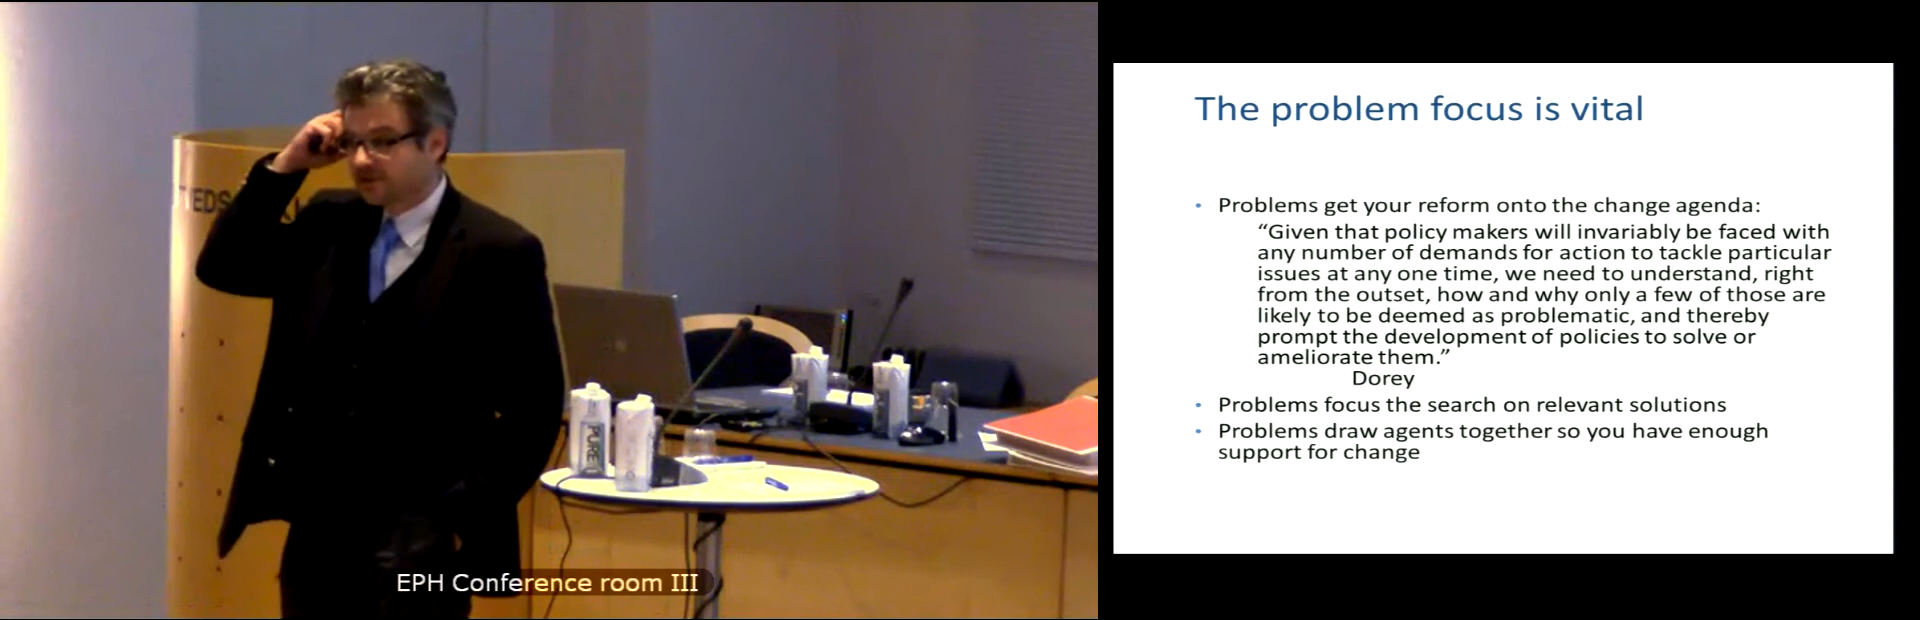 EDS
PURE
EPH Conference room III
The problem focus is vital
• Problems get your reform onto the change agenda:
“Given that policy makers will invariably be faced with
any number of demands for action to tackle particular
issues at any one time, we need to understand, right
from the outset, how and why only a few of those are
likely to be deemed as problematic, and thereby
prompt the development of policies to solve or
ameliorate them.”
Dorey
• Problems focus the search on relevant solutions
• Problems draw agents together so you have enough
support for change